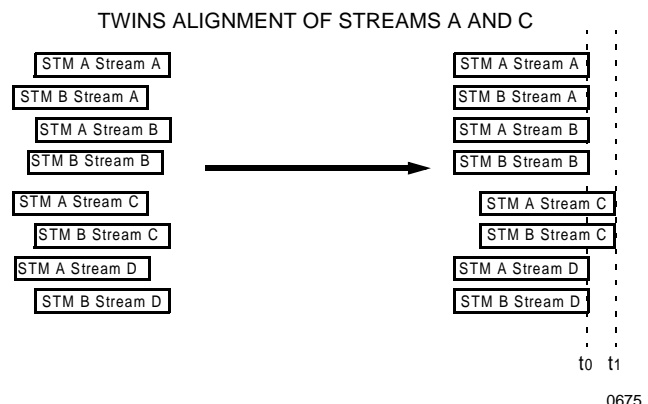 TWINS ALIGNMENT OF STREAMS A AND C
STM A Stream A
STM B Stream A
STM A Stream B
STM B Stream B
STM A Stream C
STM B Stream C
STM A Stream D
STM B Stream D
STM A Stream A
STM B Stream A
STM A Stream B
STM B Stream B
STM A Stream C
STM B Stream C
STM A Stream D
STM B Stream D
t0 t1
0675